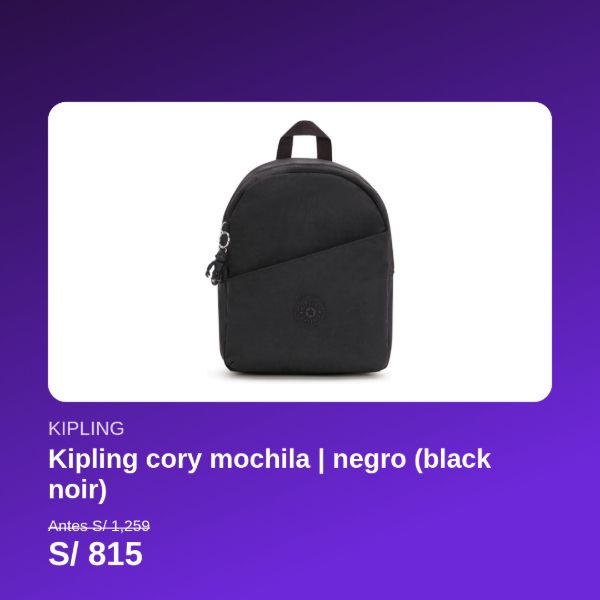 KIPLING
Kipling cory mochila | negro (black
noir)
Antes S/ 1,259
S/ 815